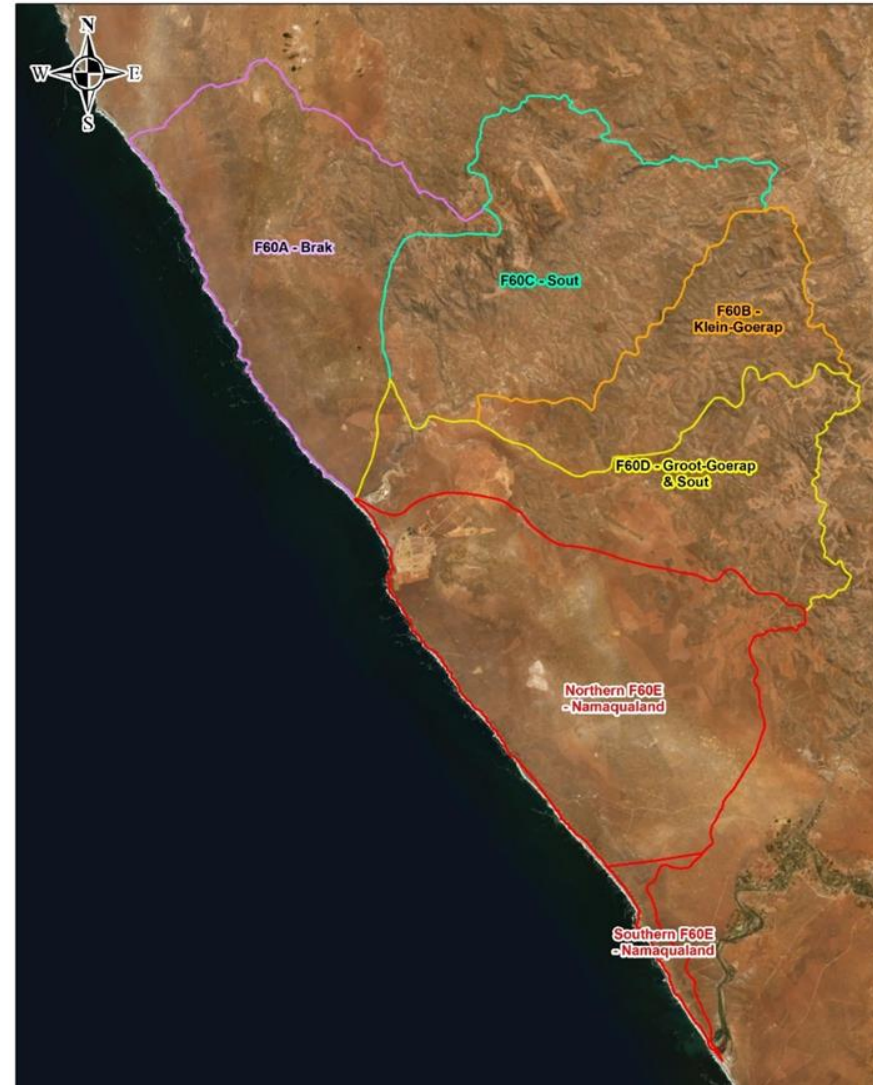 N
W E
S
F60A - Brak
F60C - Sout
F60B -
Klein-Goerap
F60D - Groot-Goerap
& Sout
Northern F60E
- Namaqualand
Southern F60E
- Namaqualand